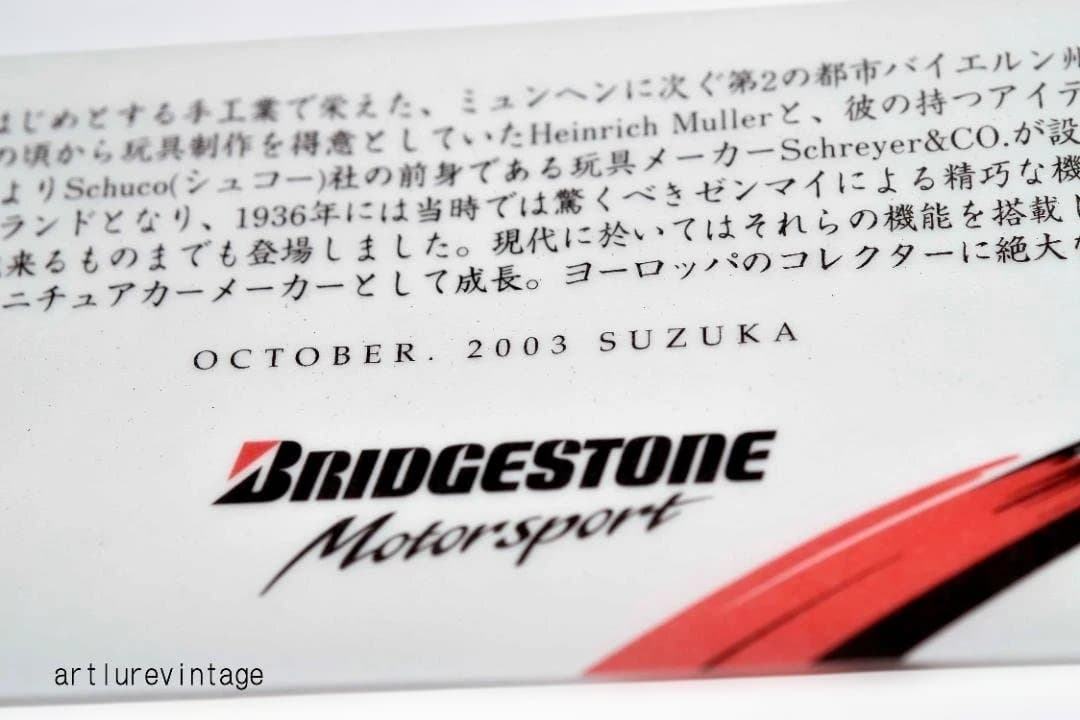 はじめとする手工業で栄えた、ミュンヘンに次ぐ第2の都市バイエルン州
の頃から玩具制作を得意としていたHeinrich Mullerと、彼の持つアイデ
よりSchuco(シュコー)社の前身である玩具メーカーSchreyer&CO.が設
ランドとなり、1936年には当時では驚くべきゼンマイによる精巧な機
来るものまでも登場しました。現代に於いてはそれらの機能を搭載し
ニチュアカーメーカーとして成長。ヨーロッパのコレクターに絶大な
OCTOBER. 2003 SUZUKA
BRIDGESTONE
Motorsport
artlurevintage